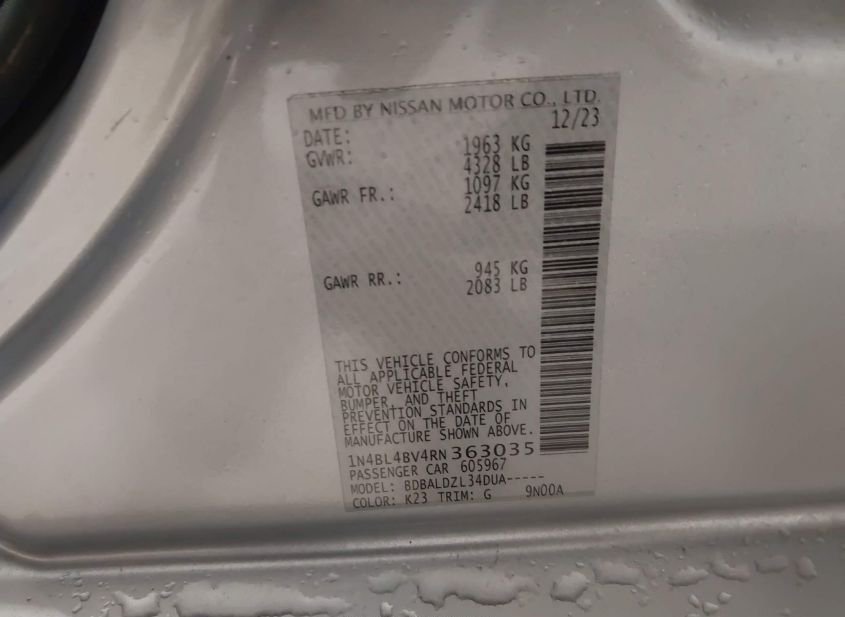 MFD BY NISSAN MOTOR CO., LTD.
DATE: 12/23
GVWR: 1963 KG
4328 LB
GAWR FR.: 1097 KG
2418 LB
GAWR RR.: 945 KG
2083 LB
THIS VEHICLE CONFORMS TO
ALL APPLICABLE FEDERAL
MOTOR VEHICLE SAFETY,
BUMPER, AND THEFT
PREVENTION STANDARDS IN
EFFECT ON THE DATE OF
MANUFACTURE SHOWN ABOVE.
1N4BL4BV4RN363035
PASSENGER CAR 605967
MODEL: BDBALDZL34DUA-----
COLOR: K23 TRIM: G 9N00A